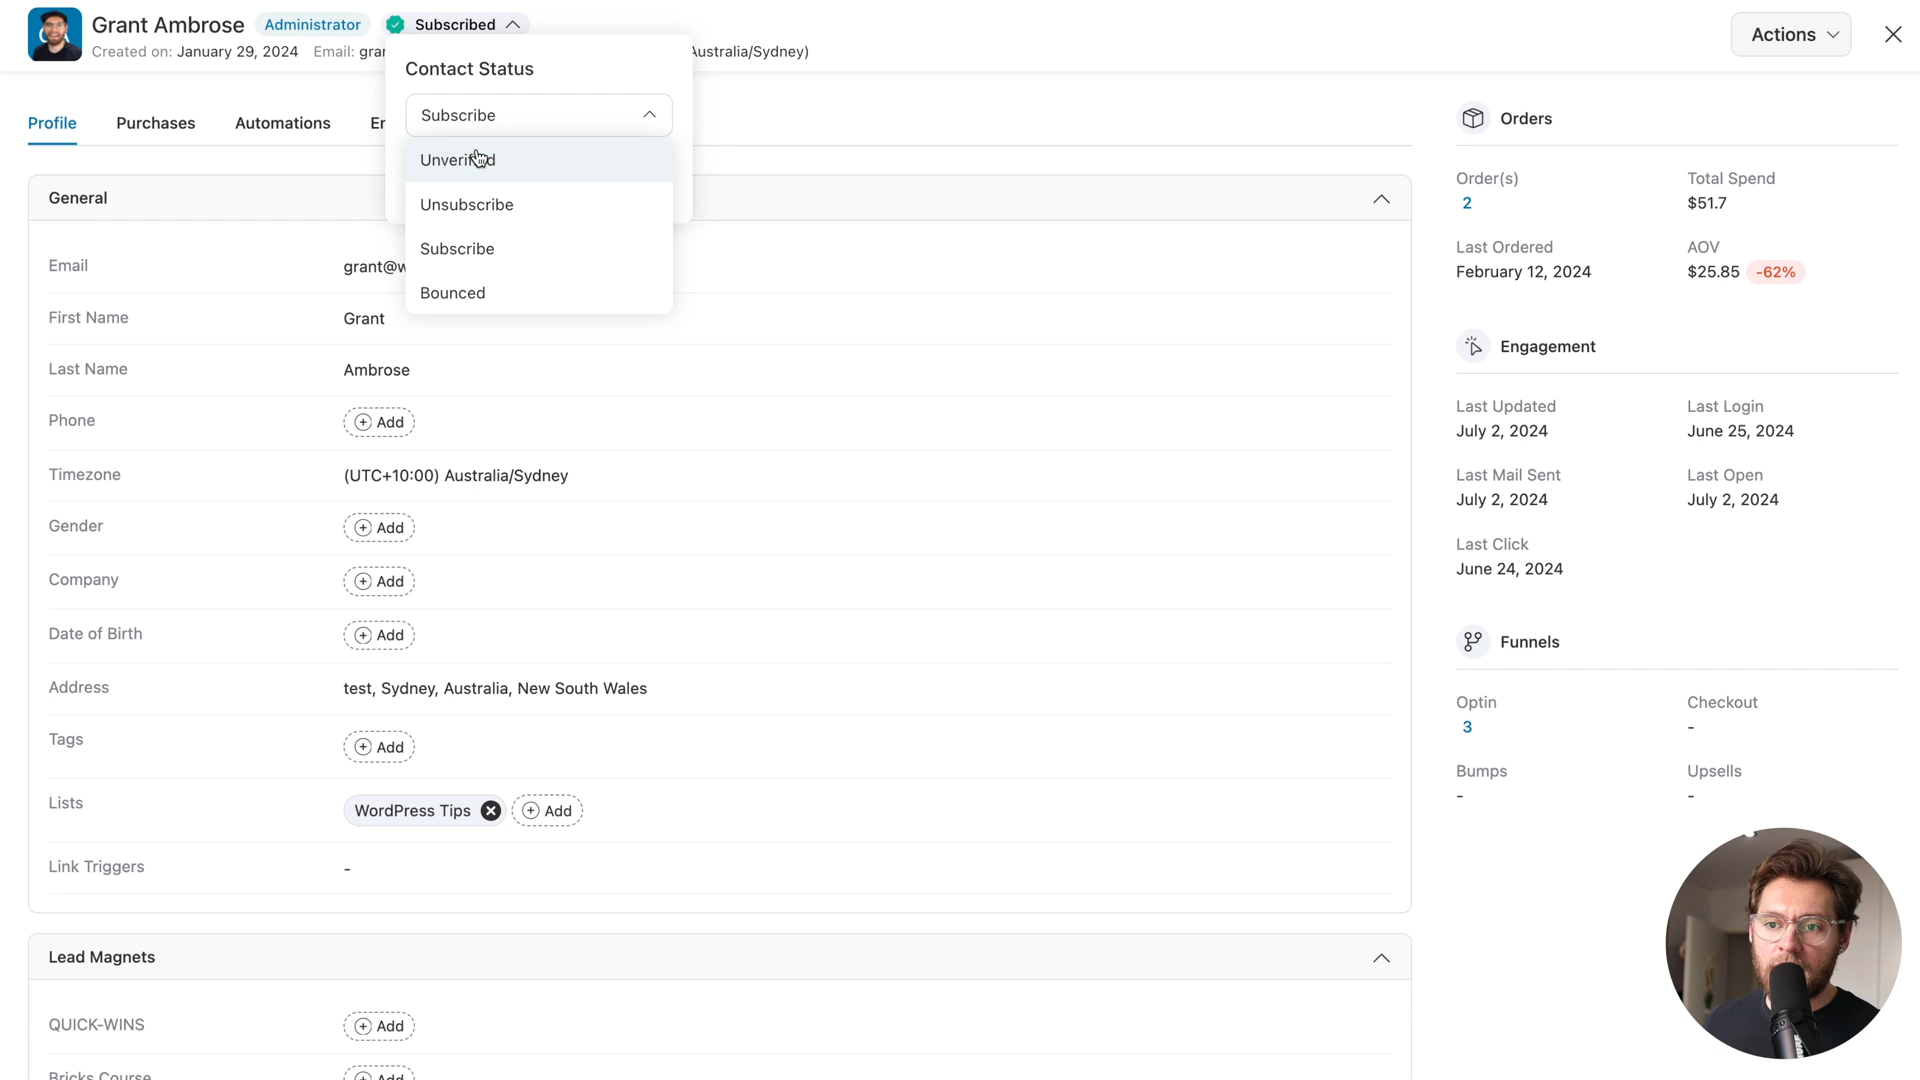 Grant Ambrose
Administrator
Subscribed
Created on: January 29, 2024 Email: gra
Australia/Sydney)
Actions
Contact Status
Subscribe
Unverified
Unsubscribe
Subscribe
Bounced
Profile
Purchases
Automations
En
General
Email
grant@w
First Name
Grant
Last Name
Ambrose
Phone
Add
Timezone
(UTC+10:00) Australia/Sydney
Gender
Add
Company
Add
Date of Birth
Add
Address
test, Sydney, Australia, New South Wales
Tags
Add
Lists
WordPress Tips
Add
Link Triggers
-
Lead Magnets
QUICK-WINS
Add
Bricks Course
Add
Orders
Order(s)
Total Spend
2
$51.7
Last Ordered
AOV
February 12, 2024
$25.85 -62%
Engagement
Last Updated
Last Login
July 2, 2024
June 25, 2024
Last Mail Sent
Last Open
July 2, 2024
July 2, 2024
Last Click
June 24, 2024
Funnels
Optin
Checkout
3
-
Bumps
Upsells
-
-